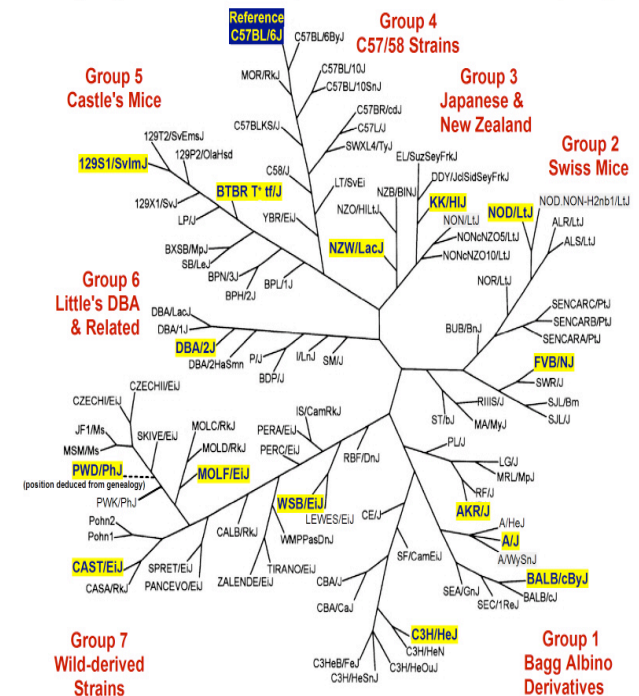 Reference
C57BL/6J
C57BL/6ByJ
Group 4
C57/58 Strains
MOR/RkJ
C57BL/10J
C57BL/10SnJ
C57BLKS/J
C57BR/cdJ
C57L/J
SWXL4/TyJ
C58/J
LT/SvEi
YBR/EiJ
Group 5
Castle's Mice
129T2/SvEmsJ
129P2/OlaHsd
129S1/SvImJ
129X1/SvJ
BTBR T⁺ tf/J
LP/J
BXSB/MpJ
SB/LeJ
BPN/3J
BPH/2J
BPL/1J
Group 3
Japanese &
New Zealand
EL/SuzSeyFrkJ
DDY/JclSidSeyFrkJ
NZB/BINJ
KK/HIJ
NZO/HILtJ
NON/LtJ
NZW/LacJ
NONcNZO5/LtJ
NONcNZO10/LtJ
Group 2
Swiss Mice
NOD/LtJ
NOD.NON-H2nb1/LtJ
ALR/LtJ
ALS/LtJ
NOR/LtJ
SENCARC/PtJ
SENCARB/PtJ
SENCARA/PtJ
BUB/BnJ
FVB/NJ
SWR/J
SJL/Bm
SJL/J
RIIIS/J
MA/MyJ
ST/bJ
Group 6
Little's DBA
& Related
DBA/LacJ
DBA/1J
DBA/2J
DBA/2HaSmn
P/J
BDP/J
I/LnJ
SM/J
CZECHII/EiJ
CZECHI/EiJ
JF1/Ms
MSM/Ms
SKIVE/EiJ
MOLC/RkJ
MOLD/RkJ
MOLF/EiJ
PWD/PhJ
(position deduced from genealogy)
PWK/PhJ
Pohn2
Pohn1
CAST/EiJ
CASA/RkJ
SPRET/EiJ
PANCEVO/EiJ
CALB/RkJ
ZALENDE/EiJ
TIRANO/EiJ
WMPPasDnJ
IS/CamRkJ
PERA/EiJ
PERC/EiJ
WSB/EiJ
LEWES/EiJ
RBF/DnJ
Group 7
Wild-derived
Strains
PL/J
LG/J
MRL/MpJ
RF/J
AKR/J
A/HeJ
A/J
A/WySnJ
BALB/cByJ
BALB/cJ
SEA/GnJ
SEC/1ReJ
CE/J
SF/CamEiJ
CBA/J
CBA/CaJ
C3H/HeJ
C3H/HeN
C3H/HeOuJ
C3HeB/FeJ
C3H/HeSnJ
Group 1
Bagg Albino
Derivatives